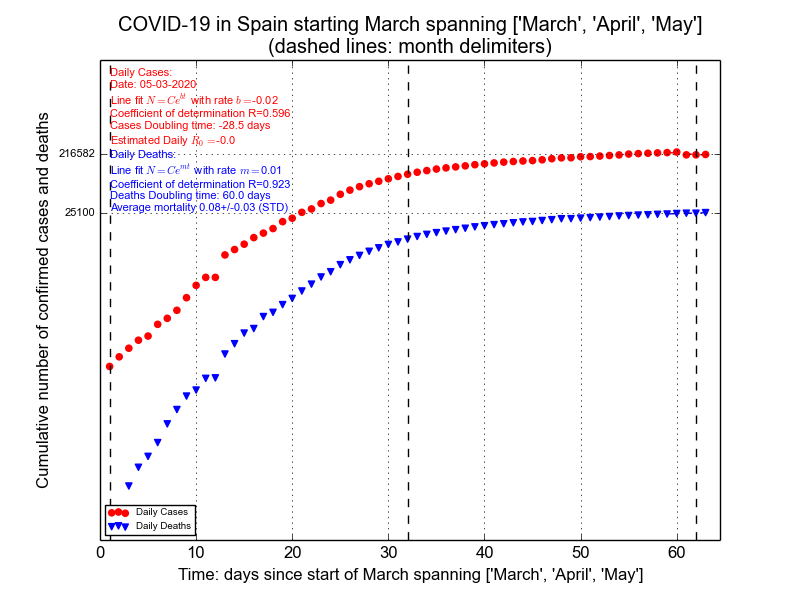 COVID-19 in Spain starting March spanning ['March', 'April', 'May']
(dashed lines: month delimiters)
Daily Cases:
Date: 05-03-2020
Line fit N = Ce^{bt} with rate b =-0.02
Coefficient of determination R=0.596
Cases Doubling time: -28.5 days
Estimated Daily R̂₀ =-0.0
Daily Deaths:
Line fit N = Ce^{mt} with rate m =0.01
Coefficient of determination R=0.923
Deaths Doubling time: 60.0 days
Average mortality 0.08+/-0.03 (STD)
216582
25100
Cumulative number of confirmed cases and deaths
Daily Cases
Daily Deaths
0 10 20 30 40 50 60
Time: days since start of March spanning ['March', 'April', 'May']